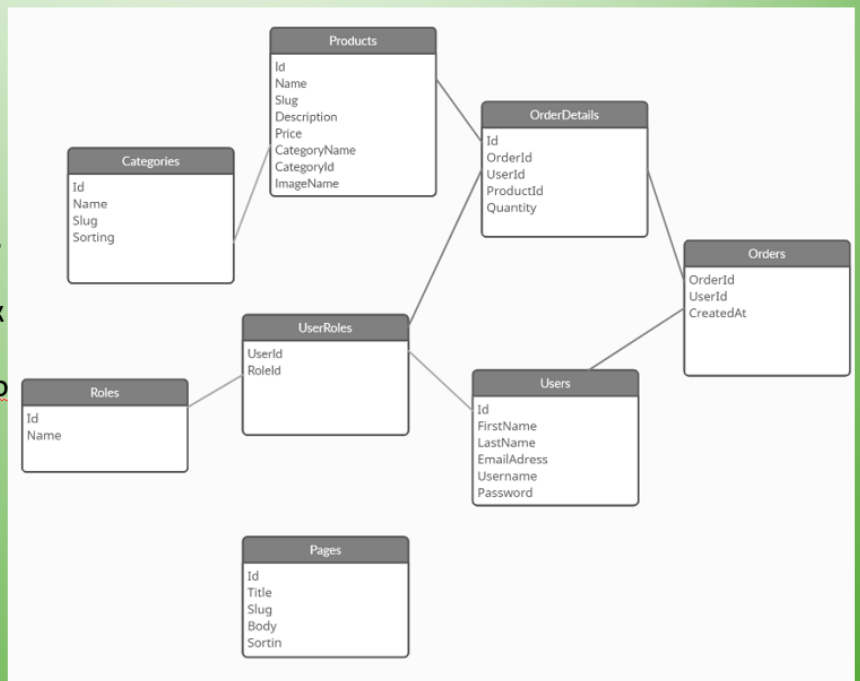 Products
Id
Name
Slug
Description
Price
CategoryName
CategoryId
ImageName
OrderDetails
Id
OrderId
UserId
ProductId
Quantity
Categories
Id
Name
Slug
Sorting
Orders
OrderId
UserId
CreatedAt
UserRoles
UserId
RoleId
Users
Id
FirstName
LastName
EmailAdress
Username
Password
Roles
Id
Name
Pages
Id
Title
Slug
Body
Sortin